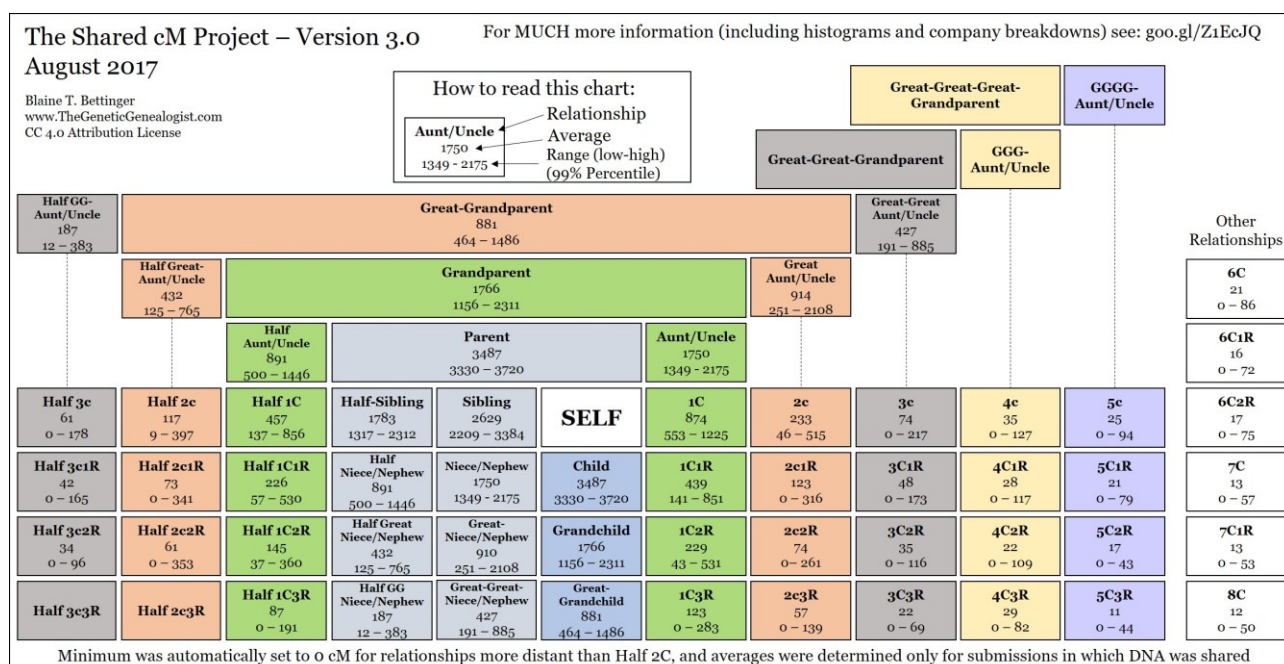 The Shared cM Project – Version 3.0
August 2017
For MUCH more information (including histograms and company breakdowns) see: goo.gl/Z1EcJQ
Blaine T. Bettinger
www.TheGeneticGenealogist.com
CC 4.0 Attribution License
How to read this chart:
Relationship
Average
Range (low-high)
(99% Percentile)
Aunt/Uncle
1750
1349 - 2175
Great-Great-Great-
Grandparent
GGGG-
Aunt/Uncle
Great-Great-Grandparent
GGG-
Aunt/Uncle
Half GG-
Aunt/Uncle
187
12 – 383
Great-Grandparent
881
464 – 1486
Great-Great
Aunt/Uncle
427
191 – 885
Other
Relationships
Half Great-
Aunt/Uncle
432
125 – 765
Grandparent
1766
1156 – 2311
Great
Aunt/Uncle
914
251 – 2108
6C
21
0 – 86
Half
Aunt/Uncle
891
500 – 1446
Parent
3487
3330 – 3720
Aunt/Uncle
1750
1349 - 2175
6C1R
16
0 – 72
Half 3c
61
0 – 178
Half 2c
117
9 – 397
Half 1C
457
137 – 856
Half-Sibling
1783
1317 – 2312
Sibling
2629
2209 – 3384
SELF
1C
874
553 – 1225
2c
233
46 – 515
3c
74
0 – 217
4c
35
0 – 127
5c
25
0 – 94
6C2R
17
0 – 75
Half 3c1R
42
0 – 165
Half 2c1R
73
0 – 341
Half 1C1R
226
57 – 530
Half
Niece/Nephew
891
500 – 1446
Niece/Nephew
1750
1349 – 2175
Child
3487
3330 – 3720
1C1R
439
141 – 851
2c1R
123
0 – 316
3C1R
48
0 – 173
4C1R
28
0 – 117
5C1R
21
0 – 79
7C
13
0 – 57
Half 3c2R
34
0 – 96
Half 2c2R
61
0 – 353
Half 1C2R
145
37 – 360
Half Great
Niece/Nephew
432
125 – 765
Great-
Niece/Nephew
910
251 – 2108
Grandchild
1766
1156 – 2311
1C2R
229
43 – 531
2c2R
74
0 – 261
3C2R
35
0 – 116
4C2R
22
0 – 109
5C2R
17
0 – 43
7C1R
13
0 – 53
Half 3c3R
Half 2c3R
Half 1C3R
87
0 – 191
Half GG
Niece/Nephew
187
12 – 383
Great-Great-
Niece/Nephew
427
191 – 885
Great-
Grandchild
881
464 – 1486
1C3R
123
0 – 283
2c3R
57
0 – 139
3C3R
22
0 – 69
4C3R
29
0 – 82
5C3R
11
0 – 44
8C
12
0 – 50
Minimum was automatically set to 0 cM for relationships more distant than Half 2C, and averages were determined only for submissions in which DNA was shared